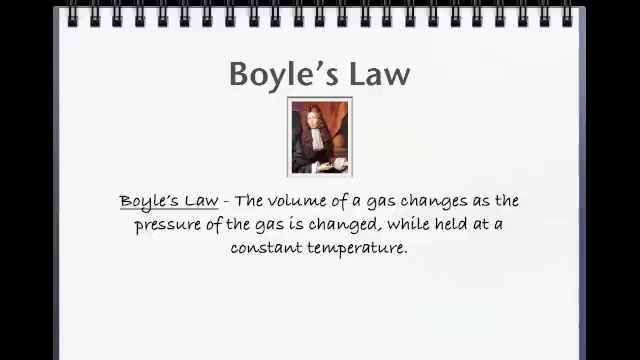 Boyle's Law
Boyle's Law - The volume of a gas changes as the
pressure of the gas is changed, while held at a
constant temperature.